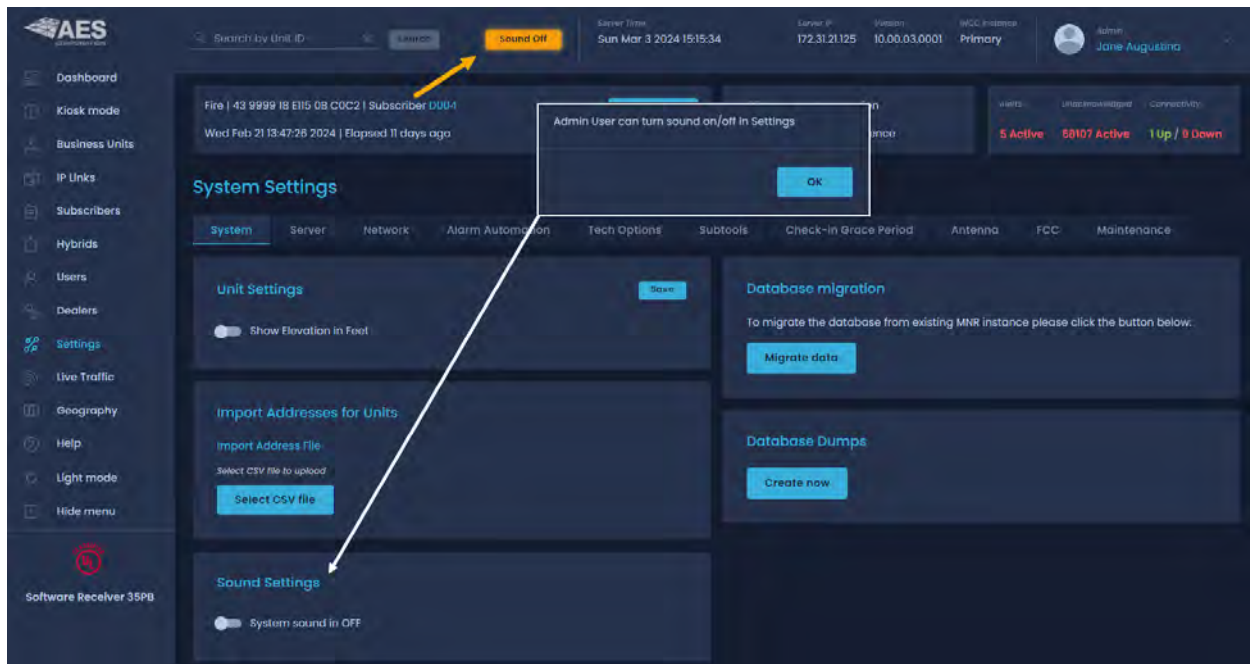 AES
CORPORATION
Search by Unit ID
Search
Sound Off
Server Time
Sun Mar 3 2024 15:15:34
Server IP
172.31.21.125
Version
10.00.03.0001
NCC Instance
Primary
Admin
Jane Augustina
Dashboard
Kiosk mode
Business Units
IP Links
Subscribers
Hybrids
Users
Dealers
Settings
Live Traffic
Geography
Help
Light mode
Hide menu
Software Receiver 35PB
Fire | 43 9999 18 E115 08 C0C2 | Subscriber D004
Wed Feb 21 13:47:26 2024 | Elapsed 11 days ago
Admin User can turn sound on/off in Settings
OK
Alerts
5 Active
Unacknowledged
58107 Active
Connectivity
1 Up / 0 Down
System Settings
System Server Network Alarm Automation Tech Options Subtools Check-in Grace Period Antenna FCC Maintenance
Unit Settings
Save
Show Elevation in Feet
Import Addresses for Units
Import Address File
Select CSV file to upload
Select CSV file
Sound Settings
System sound in OFF
Database migration
To migrate the database from existing MNR instance please click the button below:
Migrate data
Database Dumps
Create now